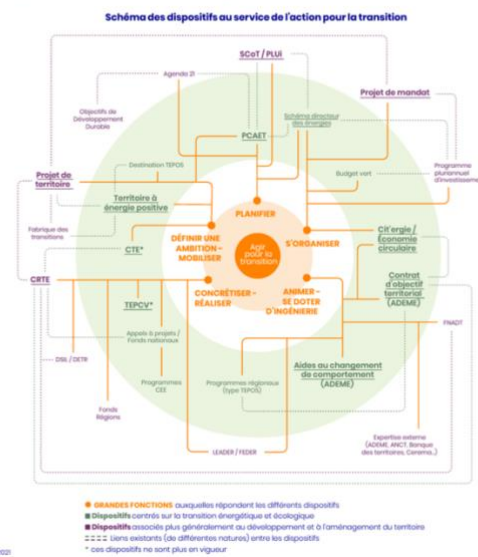 Schéma des dispositifs au service de l'action pour la transition
SCoT / PLUi
Agenda 21
Projet de mandat
Objectifs de
Développement
Durable
Schéma directeur
des énergies
PCAET
Projet de
territoire
Destination TEPOS
Budget vert
Programme
pluriannuel
d'investissement
Territoire à
énergie positive
PLANIFIER
Fabrique des
transitions
CTE*
DÉFINIR UNE
AMBITION -
MOBILISER
Agir
pour la
transition
S'ORGANISER
Cit'ergie /
Économie
circulaire
CRTE
CONCRÉTISER -
RÉALISER
ANIMER -
SE DOTER
D'INGÉNIERIE
Contrat
d'objectif
territorial
(ADEME)
TEPCV*
FNADT
Appels à projets /
Fonds nationaux
DSIL / DETR
Programmes
CEE
Programmes régionaux
(type TEPOS)
Aides au changement
de comportement
(ADEME)
Fonds
Régions
Expertise externe
(ADEME, ANCT, Banque
des territoires, Cerema...)
LEADER / FEDER
GRANDES FONCTIONS auxquelles répondent les différents dispositifs
Dispositifs centrés sur la transition énergétique et écologique
Dispositifs associés plus généralement au développement et à l'aménagement du territoire
Liens existants (de différentes natures) entre les dispositifs
* ces dispositifs ne sont plus en vigueur
2021